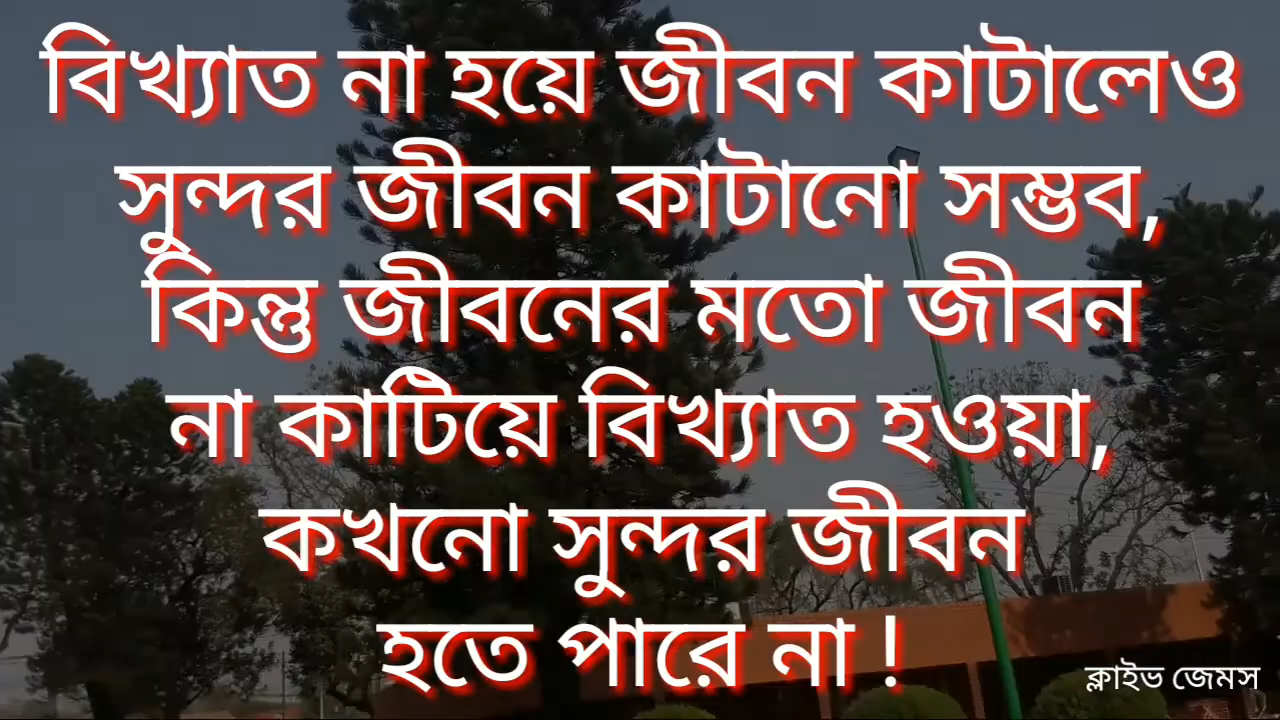 বিখ্যাত না হয়ে জীবন কাটালেও
সুন্দর জীবন কাটানো সম্ভব,
কিন্তু জীবনের মতো জীবন
না কাটিয়ে বিখ্যাত হওয়া,
কখনো সুন্দর জীবন
হতে পারে না !
ক্লাইভ জেমস